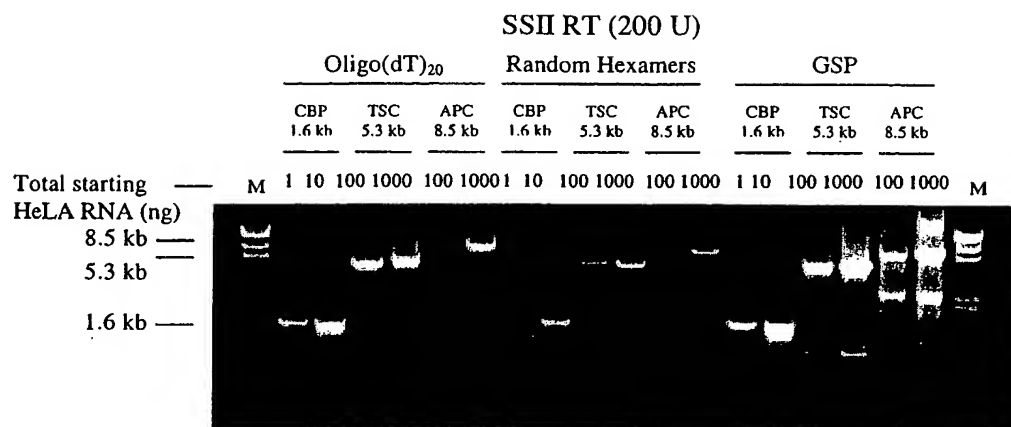 SSII RT (200 U)
Oligo(dT)20 Random Hexamers GSP
CBP TSC APC CBP TSC APC CBP TSC APC
1.6 kh 5.3 kb 8.5 kb 1.6 kh 5.3 kb 8.5 kb 1.6 kh 5.3 kb 8.5 kb
Total starting M 1 10 100 1000 100 1000 1 10 100 1000 100 1000 1 10 100 1000 100 1000 M
HeLA RNA (ng)
8.5 kb
5.3 kb
1.6 kb